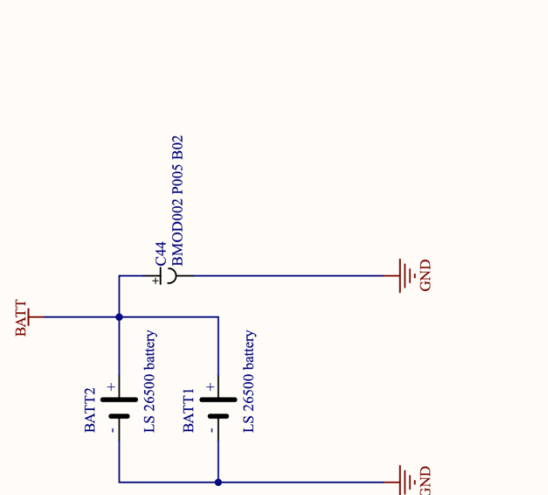 C44
BMOD002 P005 B02
GND
BATT
+
BATT2
+
-
LS 26500 battery
BATT1
+
-
LS 26500 battery
GND